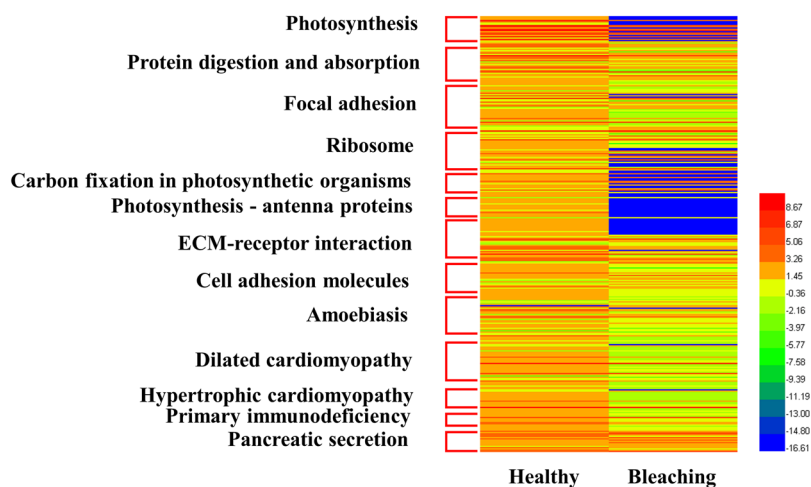 Photosynthesis
Protein digestion and absorption
Focal adhesion
Ribosome
Carbon fixation in photosynthetic organisms
Photosynthesis - antenna proteins
ECM-receptor interaction
Cell adhesion molecules
Amoebiasis
Dilated cardiomyopathy
Hypertrophic cardiomyopathy
Primary immunodeficiency
Pancreatic secretion
Healthy
Bleaching
8.67
6.87
5.06
3.26
1.45
-0.36
-2.16
-3.97
-5.77
-7.58
-9.39
-11.19
-13.00
-14.80
-16.61